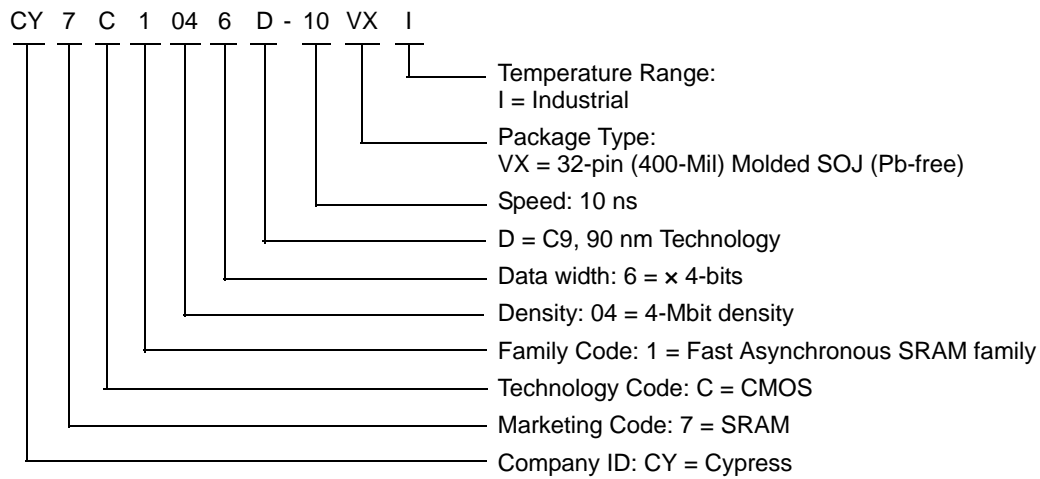 CY 7 C 1 04 6 D - 10 VX I
Temperature Range:
I = Industrial
Package Type:
VX = 32-pin (400-Mil) Molded SOJ (Pb-free)
Speed: 10 ns
D = C9, 90 nm Technology
Data width: 6 = × 4-bits
Density: 04 = 4-Mbit density
Family Code: 1 = Fast Asynchronous SRAM family
Technology Code: C = CMOS
Marketing Code: 7 = SRAM
Company ID: CY = Cypress